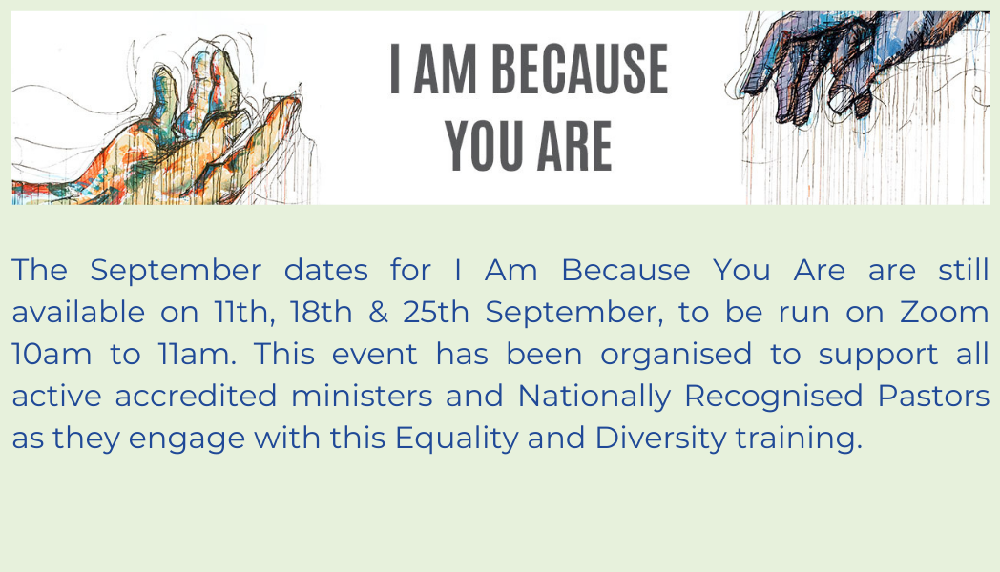 I AM BECAUSE
YOU ARE
The September dates for I Am Because You Are are still
available on 11th, 18th & 25th September, to be run on Zoom
10am to 11am. This event has been organised to support all
active accredited ministers and Nationally Recognised Pastors
as they engage with this Equality and Diversity training.